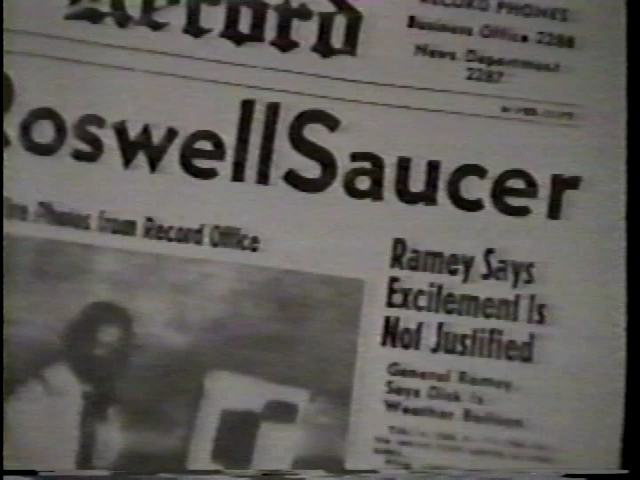 Record
RECORD PHONES
Business Office 2288
News Department
2287
RoswellSaucer
Photos from Record Office
Ramey Says
Excitement Is
Not Justified
General Ramey
Says Disk Is
Weather Balloon